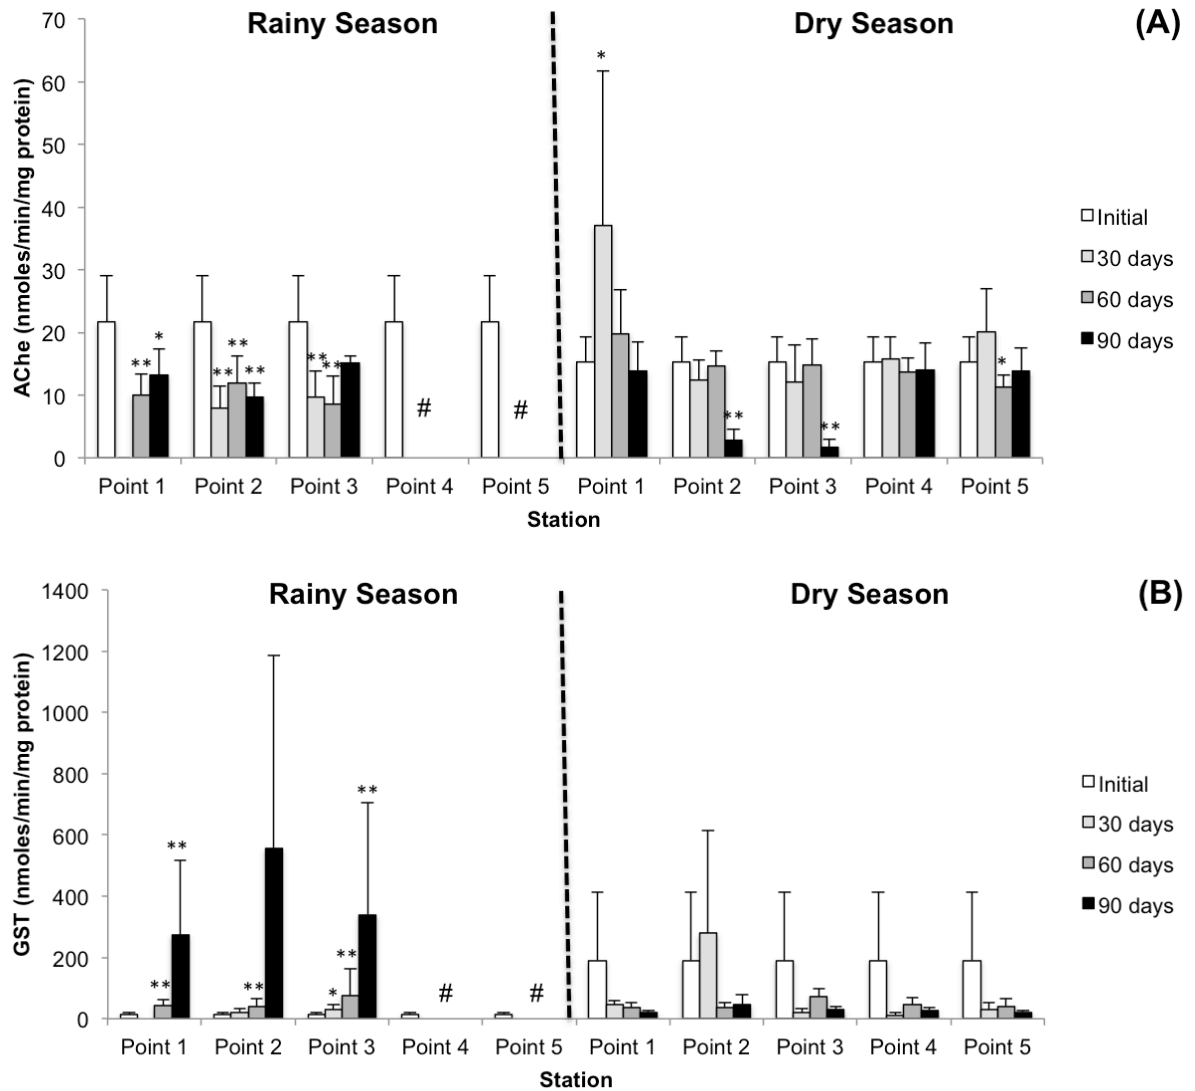 Rainy Season
Dry Season
(A)
70
60
50
40
30
20
10
0
AChe (nmoles/min/mg protein)
*
** *
** ** **
** **
#
#
**
**
*
Initial
30 days
60 days
90 days
Point 1 Point 2 Point 3 Point 4 Point 5 Point 1 Point 2 Point 3 Point 4 Point 5
Station
Rainy Season
Dry Season
(B)
1400
1200
1000
800
600
400
200
0
GST (nmoles/min/mg protein)
** **
**
* ** **
#
#
Initial
30 days
60 days
90 days
Point 1 Point 2 Point 3 Point 4 Point 5 Point 1 Point 2 Point 3 Point 4 Point 5
Station